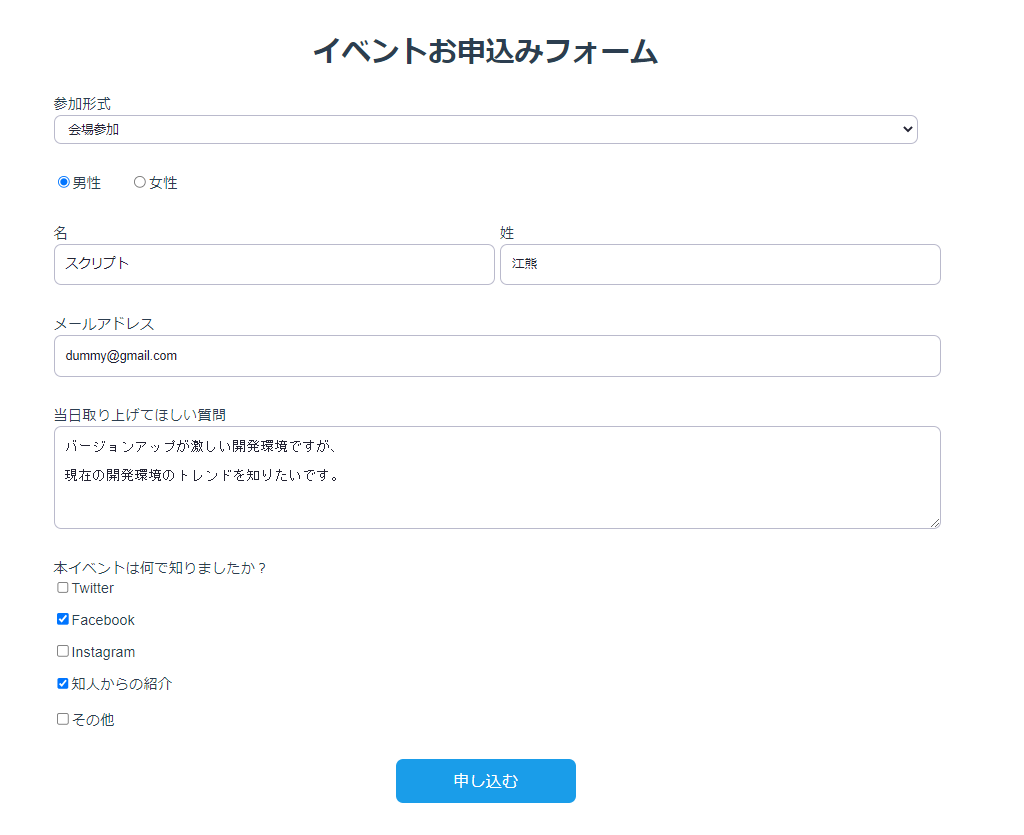 イベントお申込みフォーム
参加形式
会場参加
男性 女性
名 姓
スクリプト 江熊
メールアドレス
dummy@gmail.com
当日取り上げてほしい質問
バージョンアップが激しい開発環境ですが、
現在の開発環境のトレンドを知りたいです。
本イベントは何で知りましたか？
Twitter
Facebook
Instagram
知人からの紹介
その他
申し込む